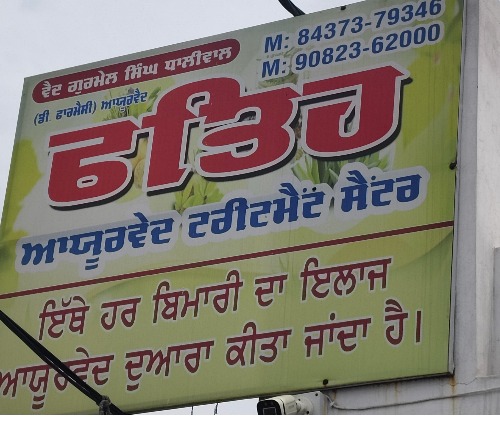 ਵੈਦ ਗੁਰਮੇਲ ਸਿੰਘ ਧਾਲੀਵਾਲ
(ਡੀ. ਫਾਰਮੈਸੀ) ਆਯੂਰਵੈਦ
M: 84373-79346
M: 90823-62000
ਫਤਿਹ
ਆਯੂਰਵੇਦ ਟਰੀਟਮੈਂਟ ਸੈਂਟਰ
ਇੱਥੇ ਹਰ ਬਿਮਾਰੀ ਦਾ ਇਲਾਜ
ਆਯੂਰਵੇਦ ਦੁਆਰਾ ਕੀਤਾ ਜਾਂਦਾ ਹੈ।